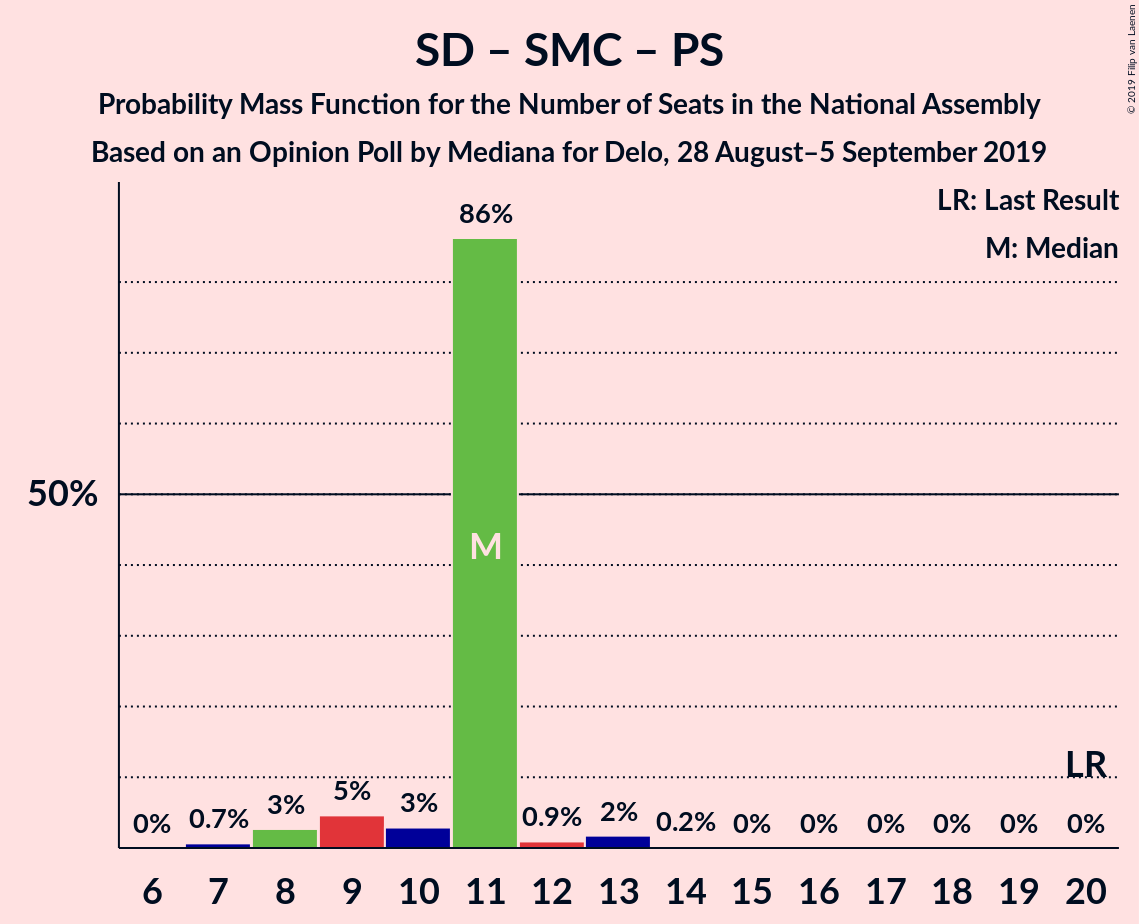 SD – SMC – PS
Probability Mass Function for the Number of Seats in the National Assembly
Based on an Opinion Poll by Mediana for Delo, 28 August–5 September 2019
© 2019 Filip van Laenen
LR: Last Result
M: Median
86%
50%
M
LR
0% 0.7% 3% 5% 3% 0.9% 2% 0.2% 0% 0% 0% 0% 0% 0%
6 7 8 9 10 11 12 13 14 15 16 17 18 19 20